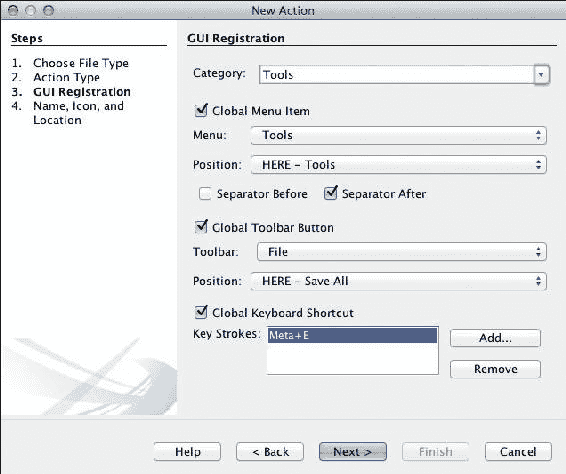 New Action
Steps
1. Choose File Type
2. Action Type
3. GUI Registration
4. Name, Icon, and
Location
GUI Registration
Category: Tools
Global Menu Item
Menu: Tools
Position: HERE - Tools
Separator Before Separator After
Global Toolbar Button
Toolbar: File
Position: HERE - Save All
Global Keyboard Shortcut
Key Strokes: Meta+E
Add...
Remove
Help < Back Next > Finish Cancel